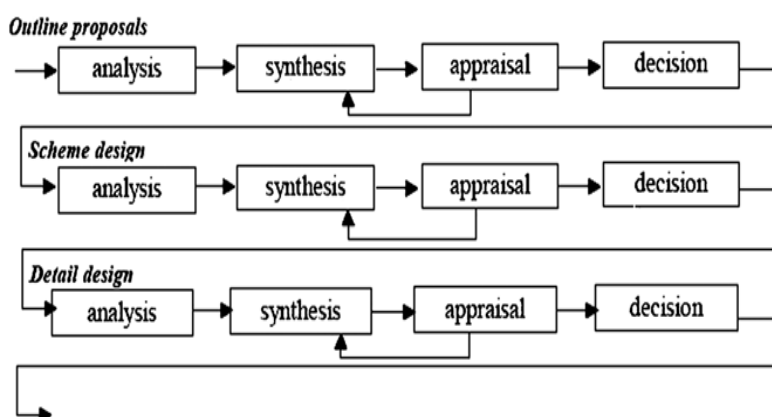 Outline proposals
analysis synthesis appraisal decision
Scheme design
analysis synthesis appraisal decision
Detail design
analysis synthesis appraisal decision